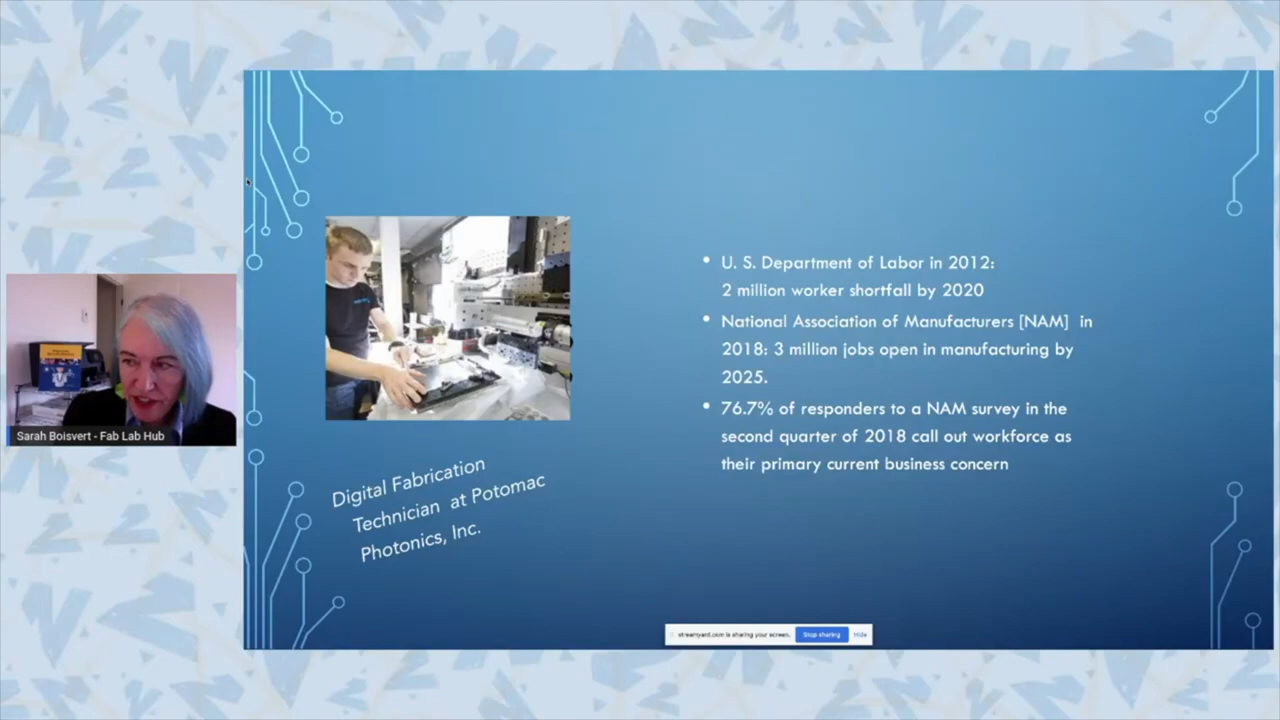 U. S. Department of Labor in 2012:
2 million worker shortfall by 2020
National Association of Manufacturers [NAM] in
2018: 3 million jobs open in manufacturing by
2025.
76.7% of responders to a NAM survey in the
second quarter of 2018 call out workforce as
their primary current business concern
Digital Fabrication
Technician at Potomac
Photonics, Inc.
Sarah Boisvert - Fab Lab Hub
streamyard.com is sharing your screen.
Stop sharing
Hide